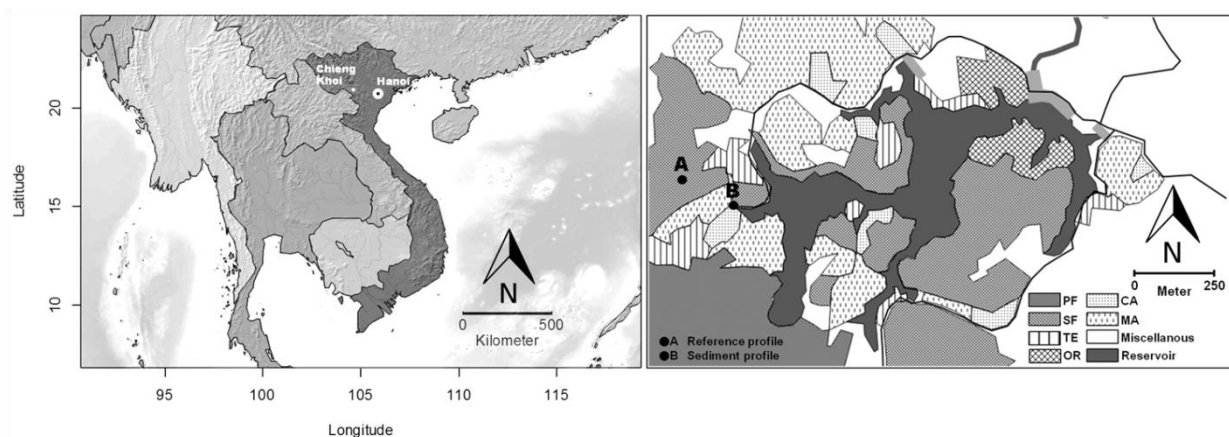 Latitude
20
15
10
Chieng
Khoi
Hanoi
N
0 500
Kilometer
95 100 105 110 115
Longitude
A
B
N
0 250
Meter
PF CA
SF MA
TE Miscellanous
OR Reservoir
A Reference profile
B Sediment profile